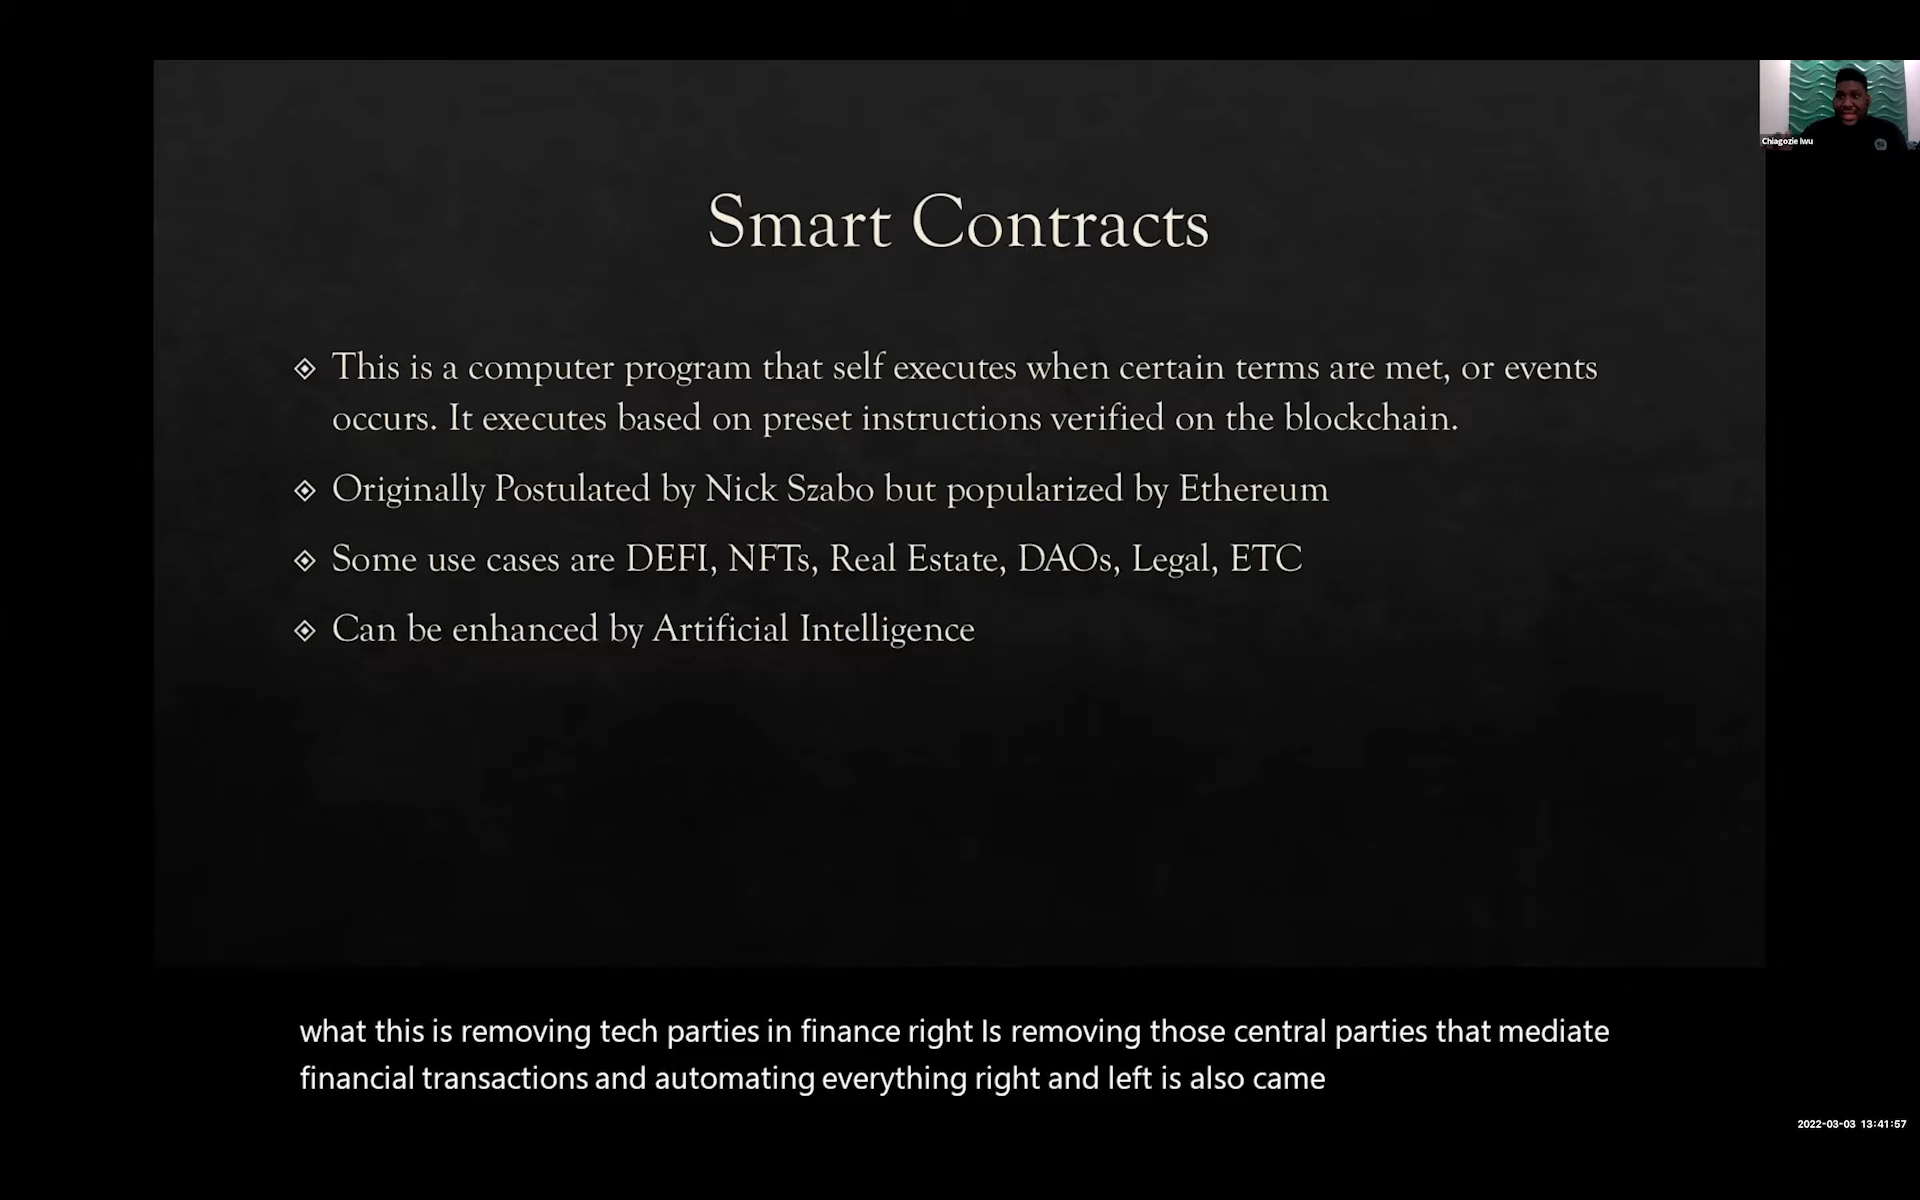 Chiagozie Iwu
Smart Contracts
This is a computer program that self executes when certain terms are met, or events
occurs. It executes based on preset instructions verified on the blockchain.
Originally Postulated by Nick Szabo but popularized by Ethereum
Some use cases are DEFI, NFTs, Real Estate, DAOs, Legal, ETC
Can be enhanced by Artificial Intelligence
what this is removing tech parties in finance right Is removing those central parties that mediate
financial transactions and automating everything right and left is also came
2022-03-03 13:41:57